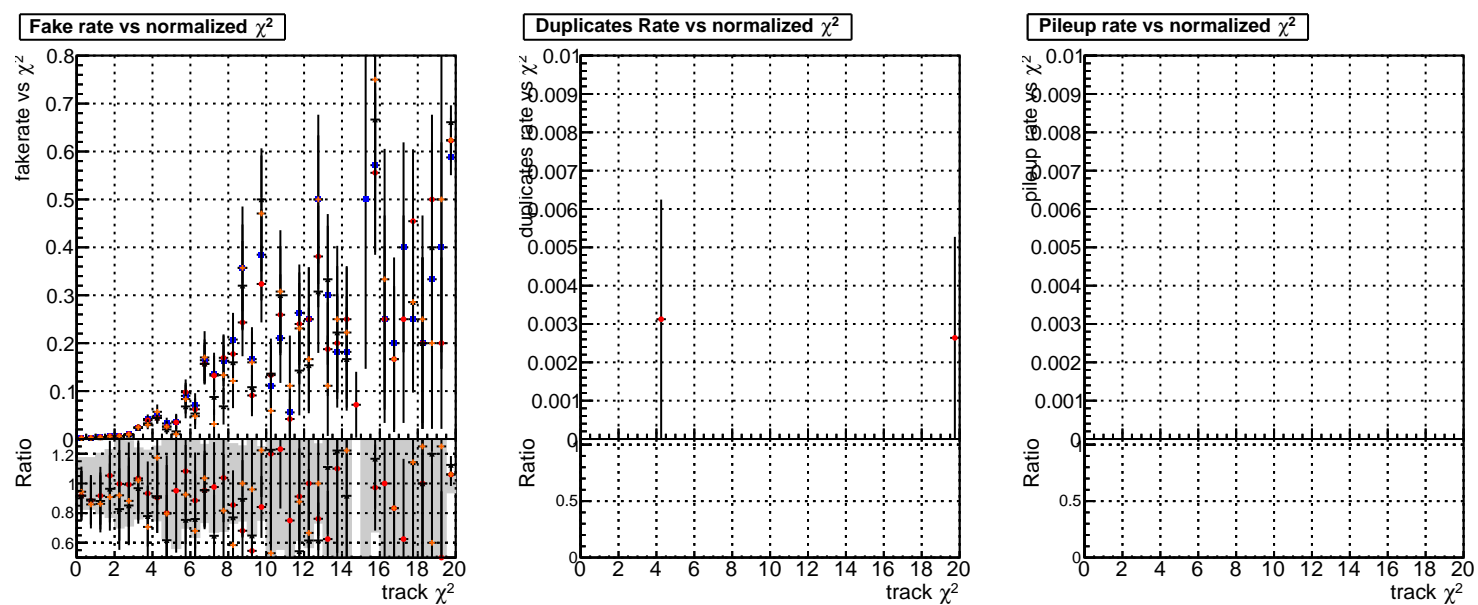 Fake rate vs normalized χ²
fakerate vs χ²
0.8
0.7
0.6
0.5
0.4
0.3
0.2
0.1
0
Ratio
1.2
1
0.8
0.6
0 2 4 6 8 10 12 14 16 18 20
track χ²
Duplicates Rate vs normalized χ²
duplicates rate vs χ²
0.01
0.009
0.008
0.007
0.006
0.005
0.004
0.003
0.002
0.001
0
Ratio
1
0.5
0
0 2 4 6 8 10 12 14 16 18 20
track χ²
Pileup rate vs normalized χ²
pileup rate vs χ²
0.01
0.009
0.008
0.007
0.006
0.005
0.004
0.003
0.002
0.001
0
Ratio
1
0.5
0
0 2 4 6 8 10 12 14 16 18 20
track χ²